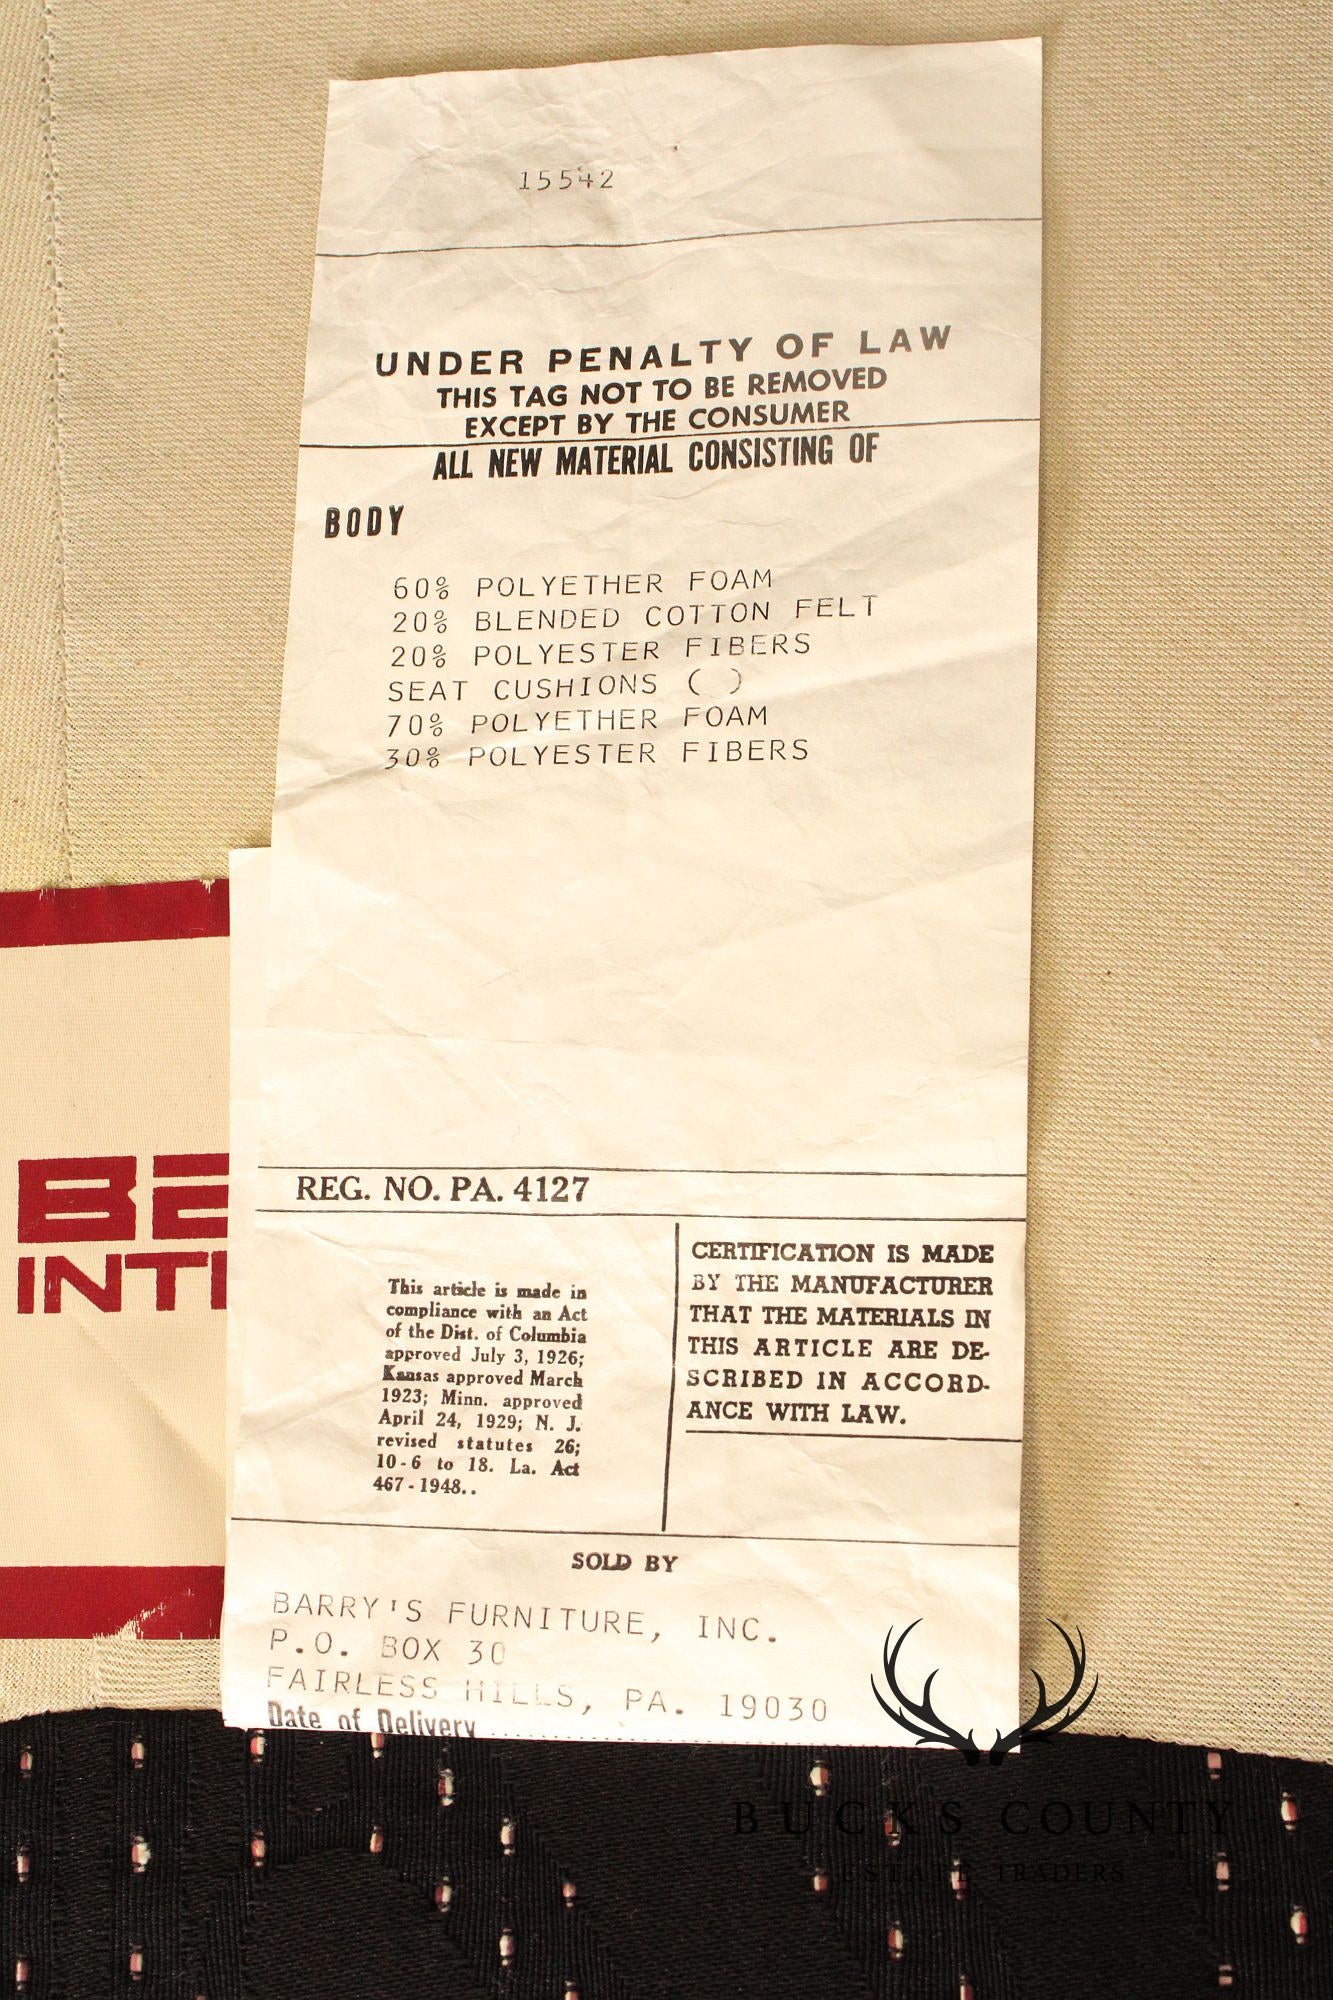 15542
UNDER PENALTY OF LAW
THIS TAG NOT TO BE REMOVED
EXCEPT BY THE CONSUMER
ALL NEW MATERIAL CONSISTING OF
BODY
60% POLYETHER FOAM
20% BLENDED COTTON FELT
20% POLYESTER FIBERS
SEAT CUSHIONS ( )
70% POLYETHER FOAM
30% POLYESTER FIBERS
REG. NO. PA. 4127
This article is made in
compliance with an Act
of the Dist. of Columbia
approved July 3, 1926;
Kansas approved March
1923; Minn. approved
April 24, 1929; N. J.
revised statutes 26;
10-6 to 18. La. Act
467-1948..
CERTIFICATION IS MADE
BY THE MANUFACTURER
THAT THE MATERIALS IN
THIS ARTICLE ARE DE-
SCRIBED IN ACCORD-
ANCE WITH LAW.
SOLD BY
BARRY'S FURNITURE, INC.
P.O. BOX 30
FAIRLESS HILLS, PA. 19030
Date of Delivery
BUCKS COUNTY
ESTATE TRADERS